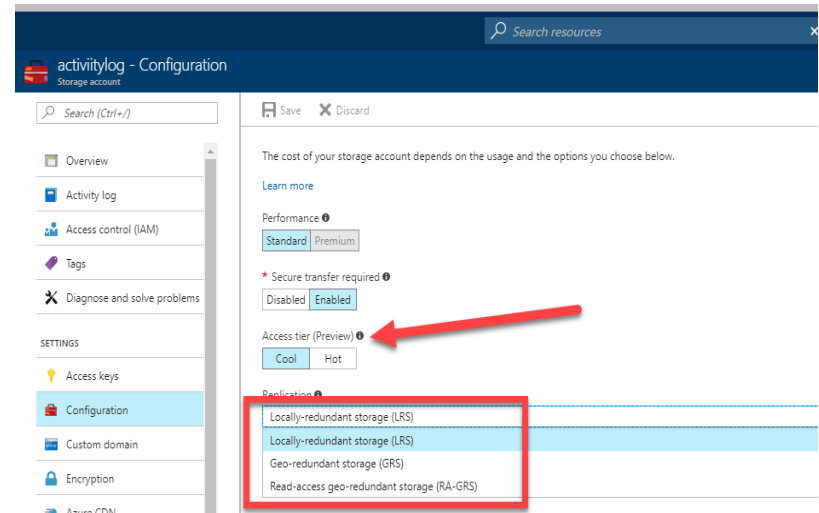 Search resources
activiitylog - Configuration
Storage account
Search (Ctrl+/)
Overview
Activity log
Access control (IAM)
Tags
Diagnose and solve problems
SETTINGS
Access keys
Configuration
Custom domain
Encryption
Azure CDN
Save Discard
The cost of your storage account depends on the usage and the options you choose below.
Learn more
Performance
Standard Premium
* Secure transfer required
Disabled Enabled
Access tier (Preview)
Cool Hot
Replication
Locally-redundant storage (LRS)
Locally-redundant storage (LRS)
Geo-redundant storage (GRS)
Read-access geo-redundant storage (RA-GRS)